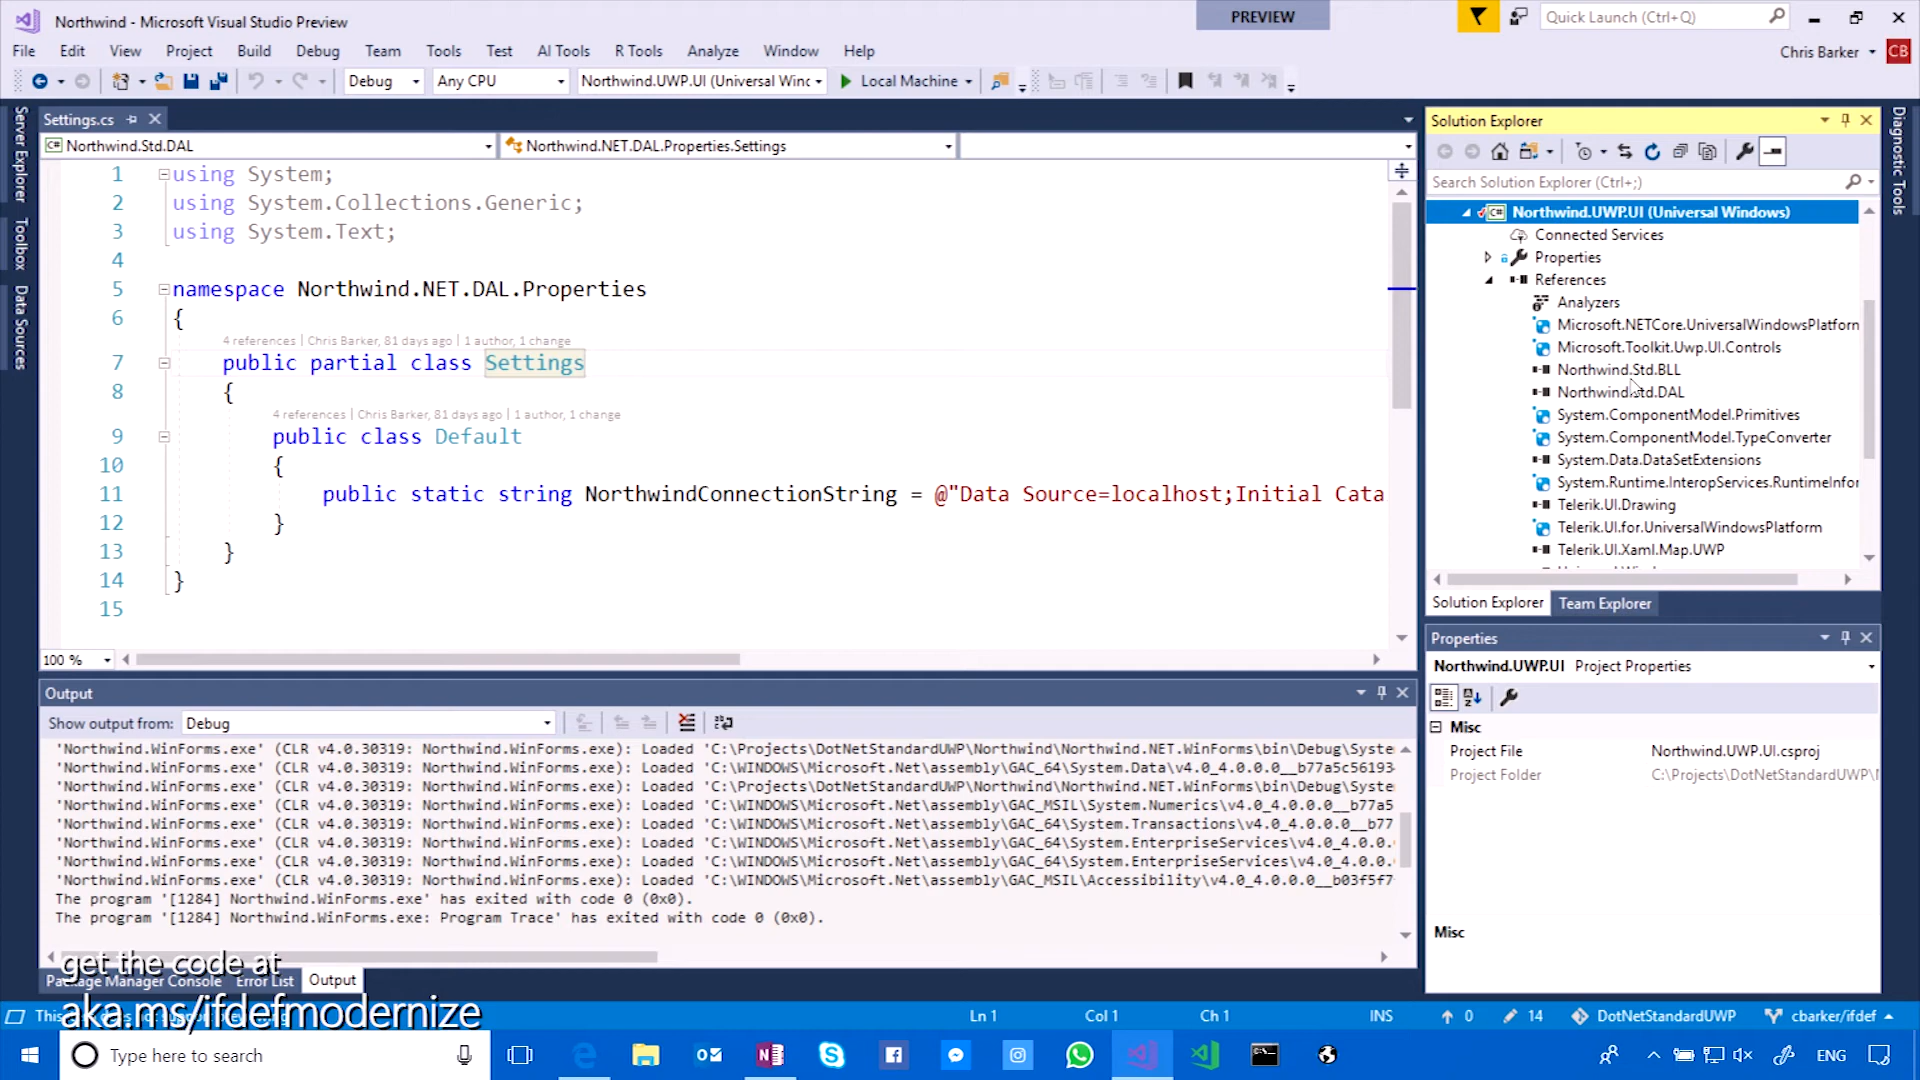 Northwind - Microsoft Visual Studio Preview
PREVIEW
Quick Launch (Ctrl+Q)
File Edit View Project Build Debug Team Tools Test AI Tools R Tools Analyze Window Help
Chris Barker CB
Debug Any CPU Northwind.UWP.UI (Universal Winc Local Machine
Server Explorer
Toolbox
Data Sources
Settings.cs
Northwind.Std.DAL Northwind.NET.DAL.Properties.Settings
1 using System;
2 using System.Collections.Generic;
3 using System.Text;
4
5 namespace Northwind.NET.DAL.Properties
6 {
4 references | Chris Barker, 81 days ago | 1 author, 1 change
7 public partial class Settings
8 {
4 references | Chris Barker, 81 days ago | 1 author, 1 change
9 public class Default
10 {
11 public static string NorthwindConnectionString = @"Data Source=localhost;Initial Cata
12 }
13 }
14 }
15
100 %
Output
Show output from: Debug
'Northwind.WinForms.exe' (CLR v4.0.30319: Northwind.WinForms.exe): Loaded 'C:\Projects\DotNetStandardUWP\Northwind\Northwind.NET.WinForms\bin\Debug\Syste
'Northwind.WinForms.exe' (CLR v4.0.30319: Northwind.WinForms.exe): Loaded 'C:\WINDOWS\Microsoft.Net\assembly\GAC_64\System.Data\v4.0_4.0.0.0__b77a5c56193
'Northwind.WinForms.exe' (CLR v4.0.30319: Northwind.WinForms.exe): Loaded 'C:\Projects\DotNetStandardUWP\Northwind\Northwind.NET.WinForms\bin\Debug\Syste
'Northwind.WinForms.exe' (CLR v4.0.30319: Northwind.WinForms.exe): Loaded 'C:\WINDOWS\Microsoft.Net\assembly\GAC_MSIL\System.Numerics\v4.0_4.0.0.0__b77a5
'Northwind.WinForms.exe' (CLR v4.0.30319: Northwind.WinForms.exe): Loaded 'C:\WINDOWS\Microsoft.Net\assembly\GAC_64\System.Transactions\v4.0_4.0.0.0__b77
'Northwind.WinForms.exe' (CLR v4.0.30319: Northwind.WinForms.exe): Loaded 'C:\WINDOWS\Microsoft.Net\assembly\GAC_64\System.EnterpriseServices\v4.0_4.0.0.
'Northwind.WinForms.exe' (CLR v4.0.30319: Northwind.WinForms.exe): Loaded 'C:\WINDOWS\Microsoft.Net\assembly\GAC_64\System.EnterpriseServices\v4.0_4.0.0.
'Northwind.WinForms.exe' (CLR v4.0.30319: Northwind.WinForms.exe): Loaded 'C:\WINDOWS\Microsoft.Net\assembly\GAC_MSIL\Accessibility\v4.0_4.0.0.0__b03f5f7
The program '[1284] Northwind.WinForms.exe' has exited with code 0 (0x0).
The program '[1284] Northwind.WinForms.exe: Program Trace' has exited with code 0 (0x0).
get the code at
Package Manager Console Error List Output
aka.ms/ifdefmodernize
Solution Explorer
Search Solution Explorer (Ctrl+;)
Northwind.UWP.UI (Universal Windows)
Connected Services
Properties
References
Analyzers
Microsoft.NETCore.UniversalWindowsPlatform
Microsoft.Toolkit.Uwp.UI.Controls
Northwind.Std.BLL
Northwind.Std.DAL
System.ComponentModel.Primitives
System.ComponentModel.TypeConverter
System.Data.DataSetExtensions
System.Runtime.InteropServices.RuntimeInfor
Telerik.UI.Drawing
Telerik.UI.for.UniversalWindowsPlatform
Telerik.UI.Xaml.Map.UWP
Solution Explorer Team Explorer
Diagnostic Tools
Properties
Northwind.UWP.UI Project Properties
Misc
Project File Northwind.UWP.UI.csproj
Project Folder C:\Projects\DotNetStandardUWP\N
Misc
Ln 1 Col 1 Ch 1 INS 0 14 DotNetStandardUWP cbarker/ifdef
Type here to search
ENG